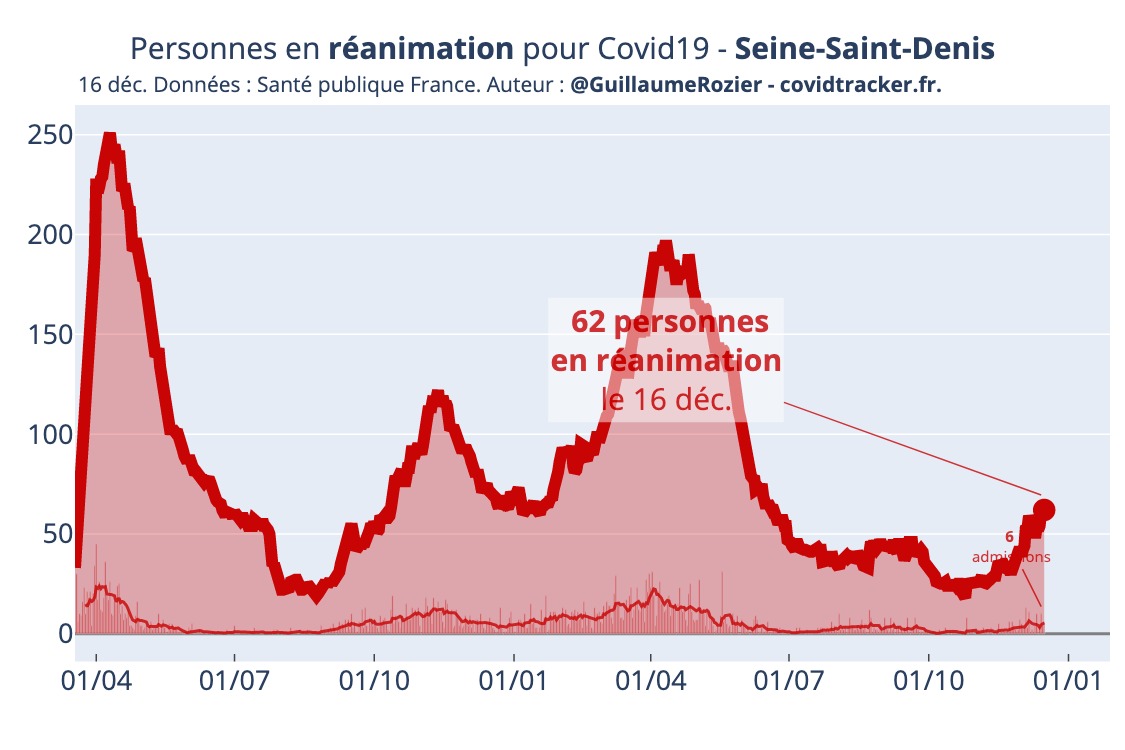 Personnes en réanimation pour Covid19 - Seine-Saint-Denis
16 déc. Données : Santé publique France. Auteur : @GuillaumeRozier - covidtracker.fr.
250
200
150
100
50
0
62 personnes
en réanimation
le 16 déc.
6
admissions
01/04 01/07 01/10 01/01 01/04 01/07 01/10 01/01